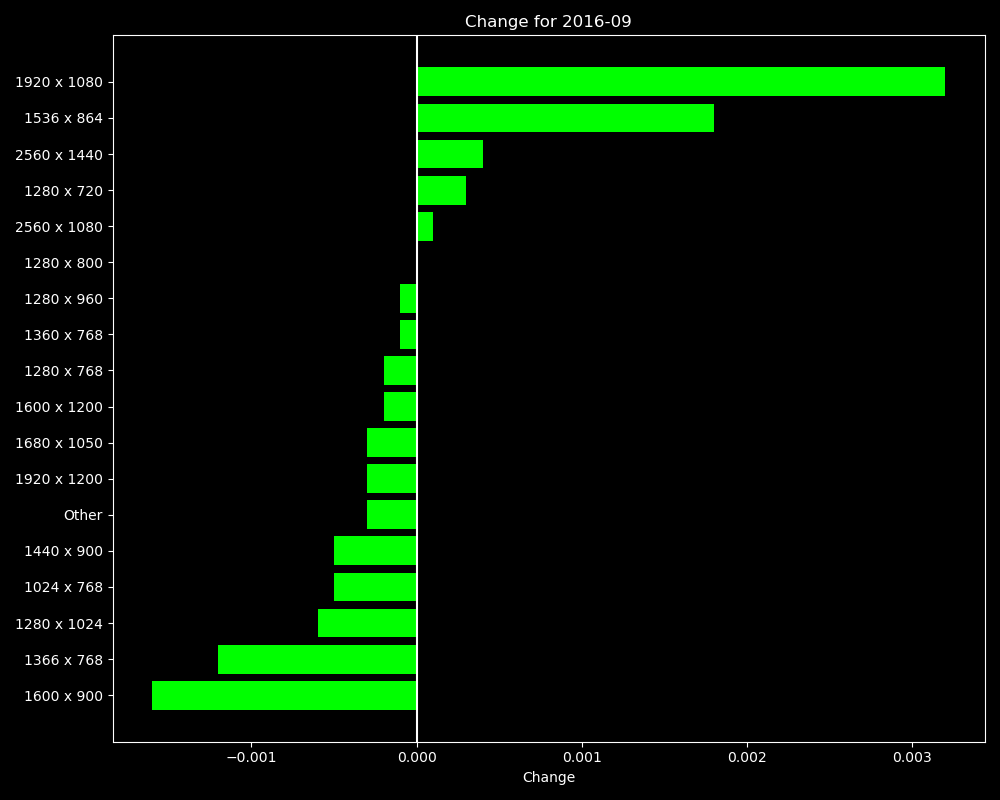 Change for 2016-09
1920 x 1080
1536 x 864
2560 x 1440
1280 x 720
2560 x 1080
1280 x 800
1280 x 960
1360 x 768
1280 x 768
1600 x 1200
1680 x 1050
1920 x 1200
Other
1440 x 900
1024 x 768
1280 x 1024
1366 x 768
1600 x 900
−0.001 0.000 0.001 0.002 0.003
Change